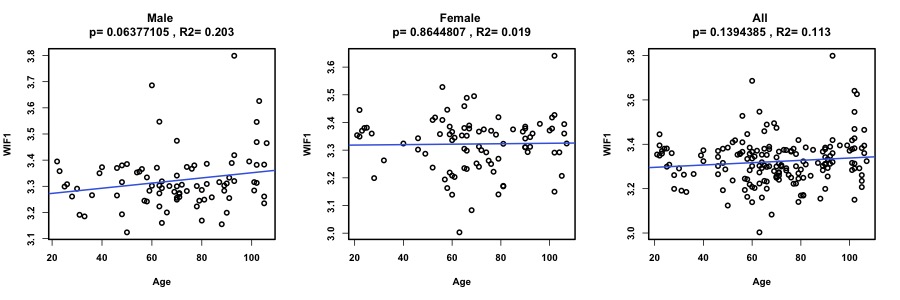 Male
p= 0.06377105 , R2= 0.203
WIF1
3.8
3.7
3.6
3.5
3.4
3.3
3.2
3.1
20 40 60 80 100
Age
Female
p= 0.8644807 , R2= 0.019
WIF1
3.6
3.5
3.4
3.3
3.2
3.1
3.0
20 40 60 80 100
Age
All
p= 0.1394385 , R2= 0.113
WIF1
3.8
3.6
3.4
3.2
3.0
20 40 60 80 100
Age